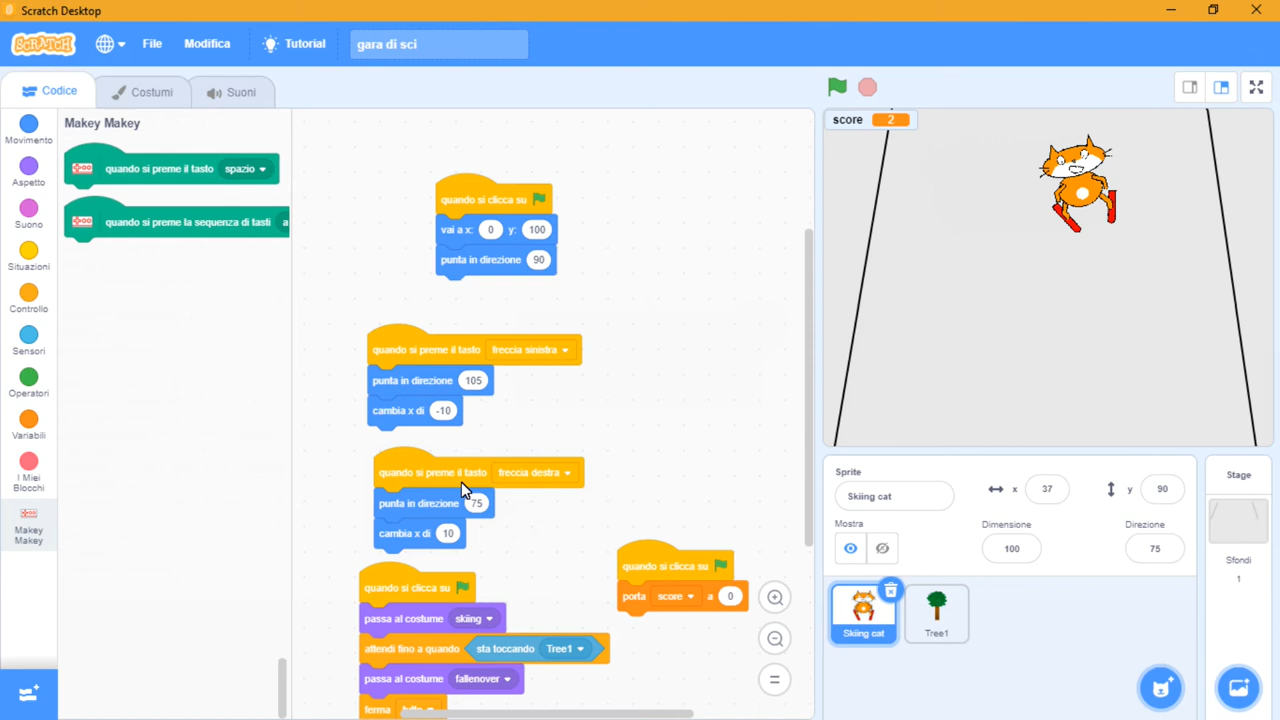 Scratch Desktop
SCRATCH File Modifica Tutorial gara di sci
Codice Costumi Suoni
Movimento
Aspetto
Suono
Situazioni
Controllo
Sensori
Operatori
Variabili
I Miei
Blocchi
Makey
Makey
Makey Makey
quando si preme il tasto spazio
quando si preme la sequenza di tasti
quando si clicca su
vai a x: 0 y: 100
punta in direzione 90
quando si preme il tasto freccia sinistra
punta in direzione 105
cambia x di -10
quando si preme il tasto freccia destra
punta in direzione 75
cambia x di 10
quando si clicca su
passa al costume skiing
attendi fino a quando sta toccando Tree1
passa al costume fallenover
ferma
quando si clicca su
porta score a 0
score 2
Sprite
Skiing cat x 37 y 90
Mostra Dimensione Direzione
100 75
Skiing cat
Tree1
Stage
Sfondi
1